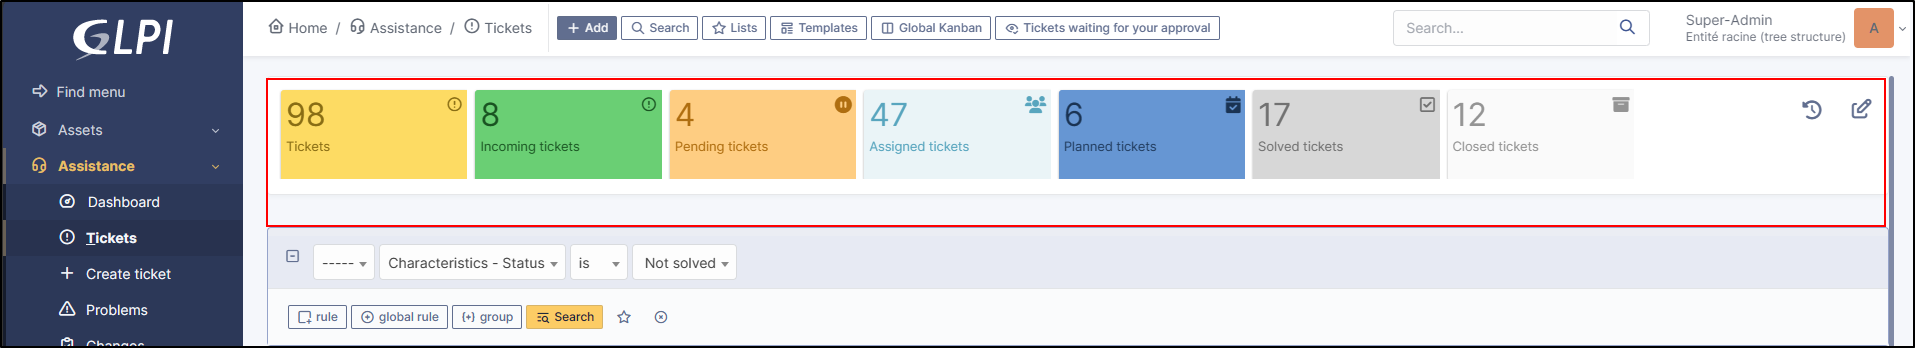 GLPI
Home / Assistance / Tickets
Add
Search
Lists
Templates
Global Kanban
Tickets waiting for your approval
Search...
Super-Admin
Entité racine (tree structure)
A
Find menu
Assets
Assistance
Dashboard
Tickets
Create ticket
Problems
Changes
98
Tickets
8
Incoming tickets
4
Pending tickets
47
Assigned tickets
6
Planned tickets
17
Solved tickets
12
Closed tickets
----- Characteristics - Status is Not solved
rule
global rule
(+) group
Search